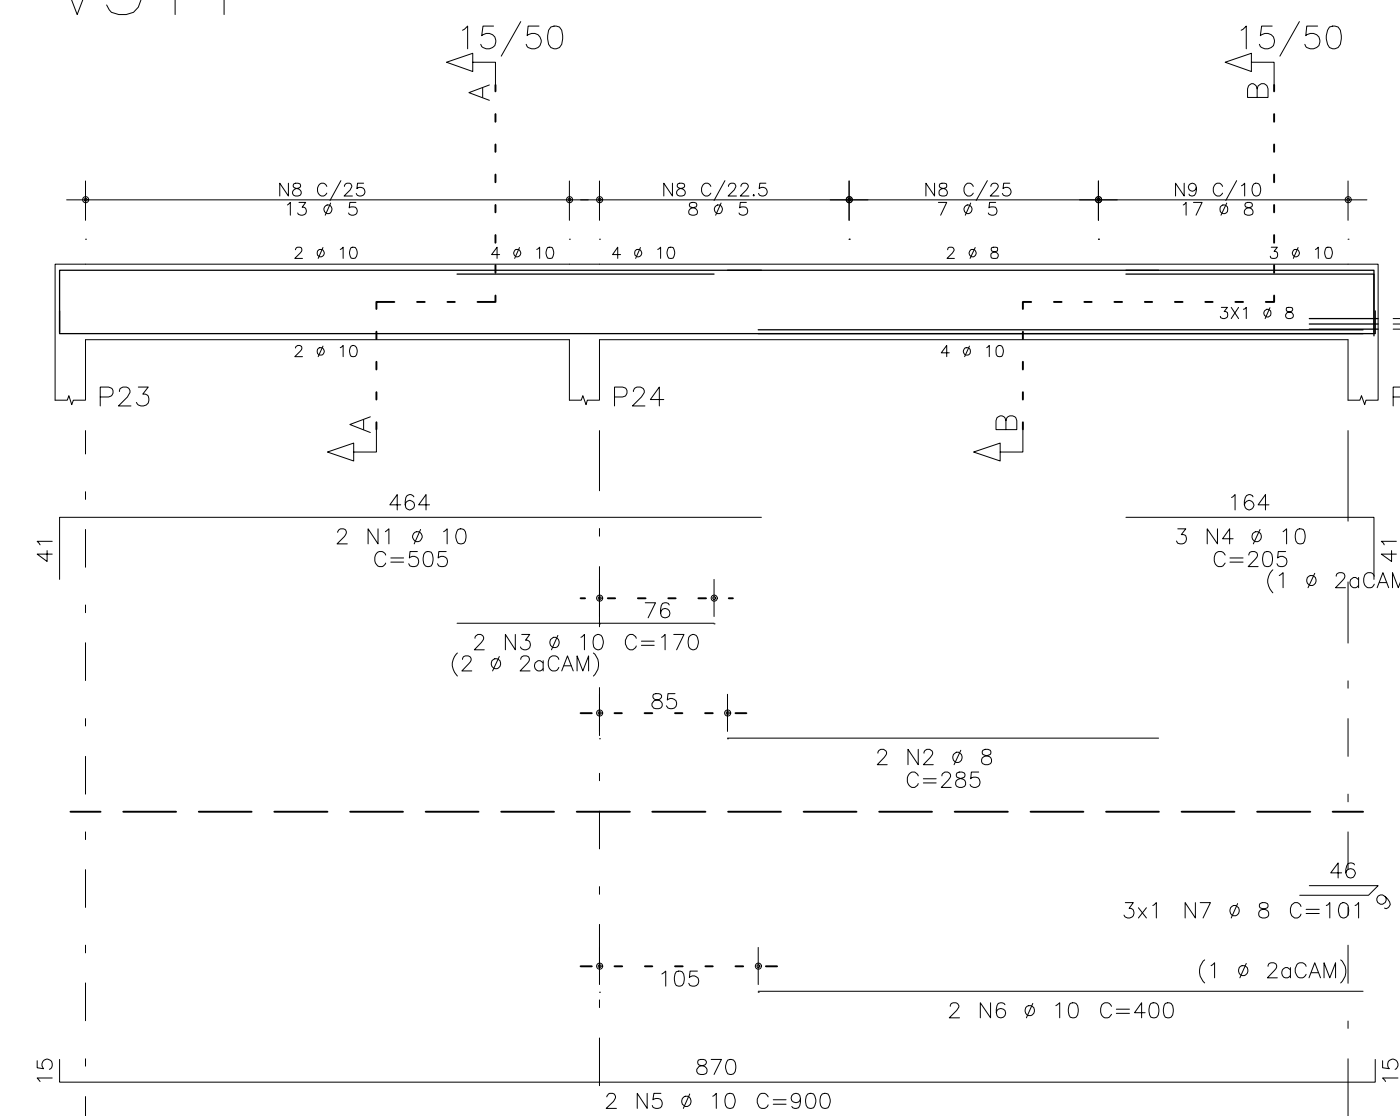 15/50
15/50
A
B
N8 C/25
13 ø 5
N8 C/22.5
8 ø 5
N8 C/25
7 ø 5
N9 C/10
17 ø 8
2 ø 10
4 ø 10
4 ø 10
2 ø 8
3 ø 10
3X1 ø 8
2 ø 10
4 ø 10
P23
P24
A
B
464
2 N1 ø 10
C=505
41
164
3 N4 ø 10
C=205
(1 ø 2aCAM
41
76
2 N3 ø 10 C=170
(2 ø 2aCAM)
85
2 N2 ø 8
C=285
46
3x1 N7 ø 8 C=101
9
(1 ø 2aCAM)
105
2 N6 ø 10 C=400
870
15
15
2 N5 ø 10 C=900